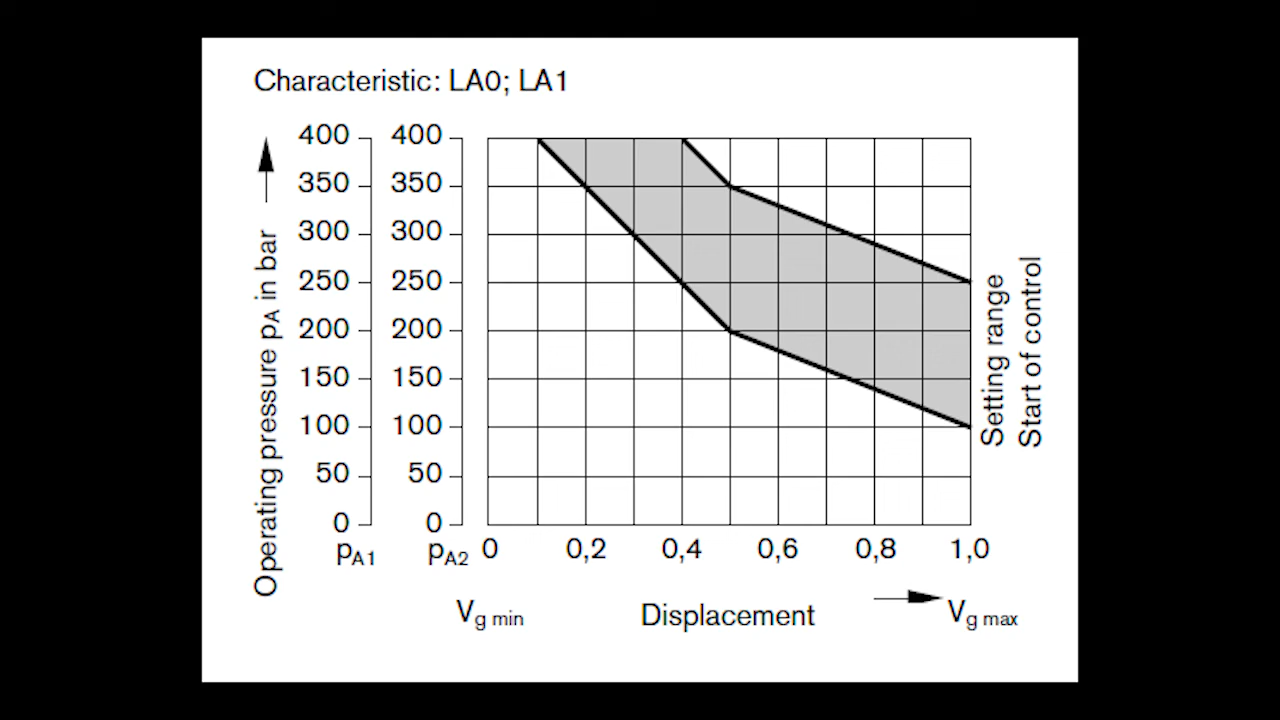 Characteristic: LA0; LA1
Operating pressure pA in bar
400 400
350 350
300 300
250 250
200 200
150 150
100 100
50 50
0 0
pA1 pA2 0 0,2 0,4 0,6 0,8 1,0
Vg min Displacement Vg max
Setting range
Start of control